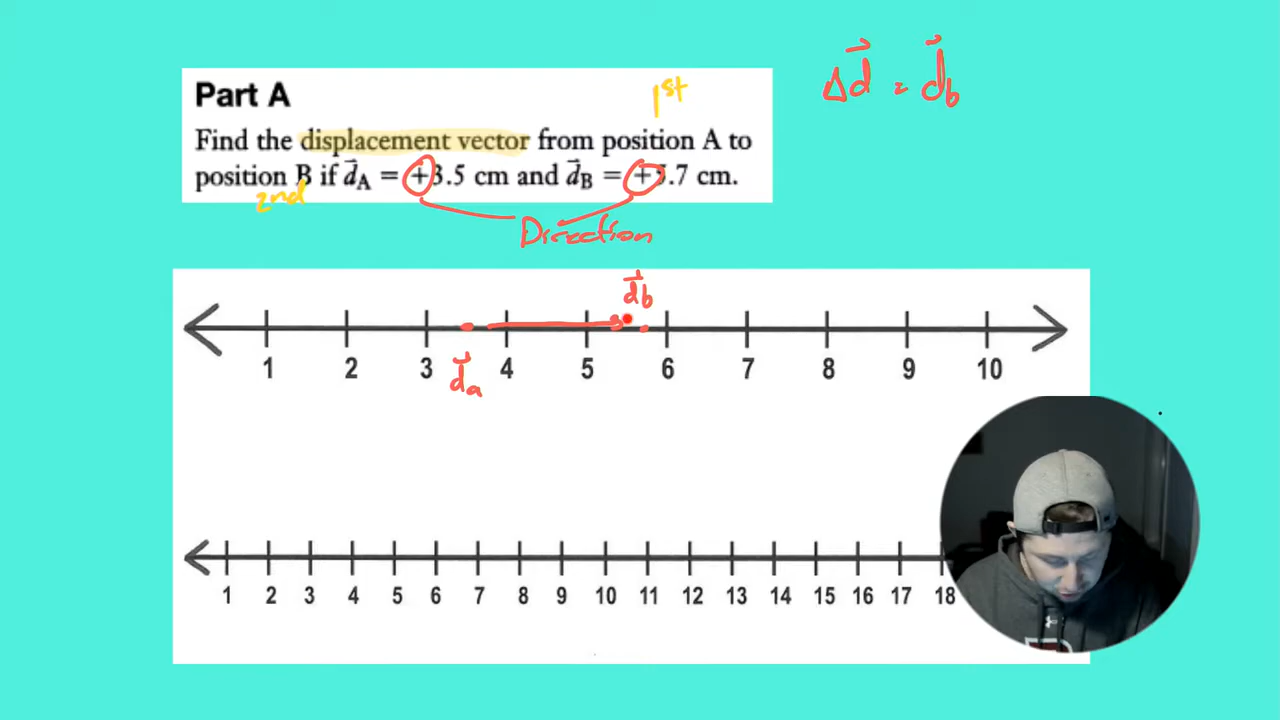 Part A
1st
Find the displacement vector from position A to
position B if d⃗A = +3.5 cm and d⃗B = +5.7 cm.
2nd
Direction
Δd⃗ = d⃗b
d⃗b
1 2 3 4 5 6 7 8 9 10
d⃗a
1 2 3 4 5 6 7 8 9 10 11 12 13 14 15 16 17 18